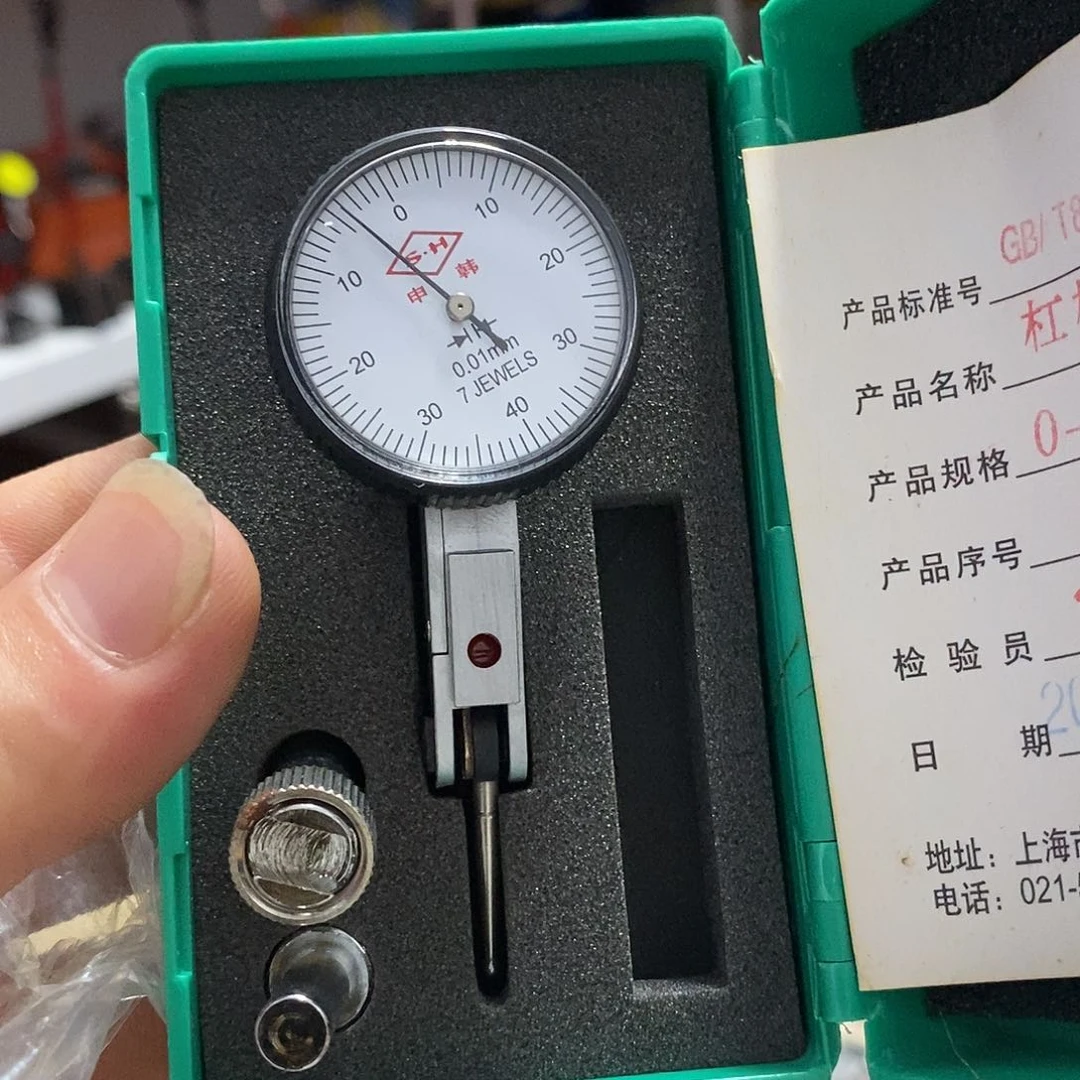 0
10
10
20
20
30
30
40
S·H
申韩
0.01mm
7 JEWELS
GB/T8
产品标准号
杠
产品名称
0-
产品规格
产品序号
检验员
20
日期
地址：上海市
电话：021-